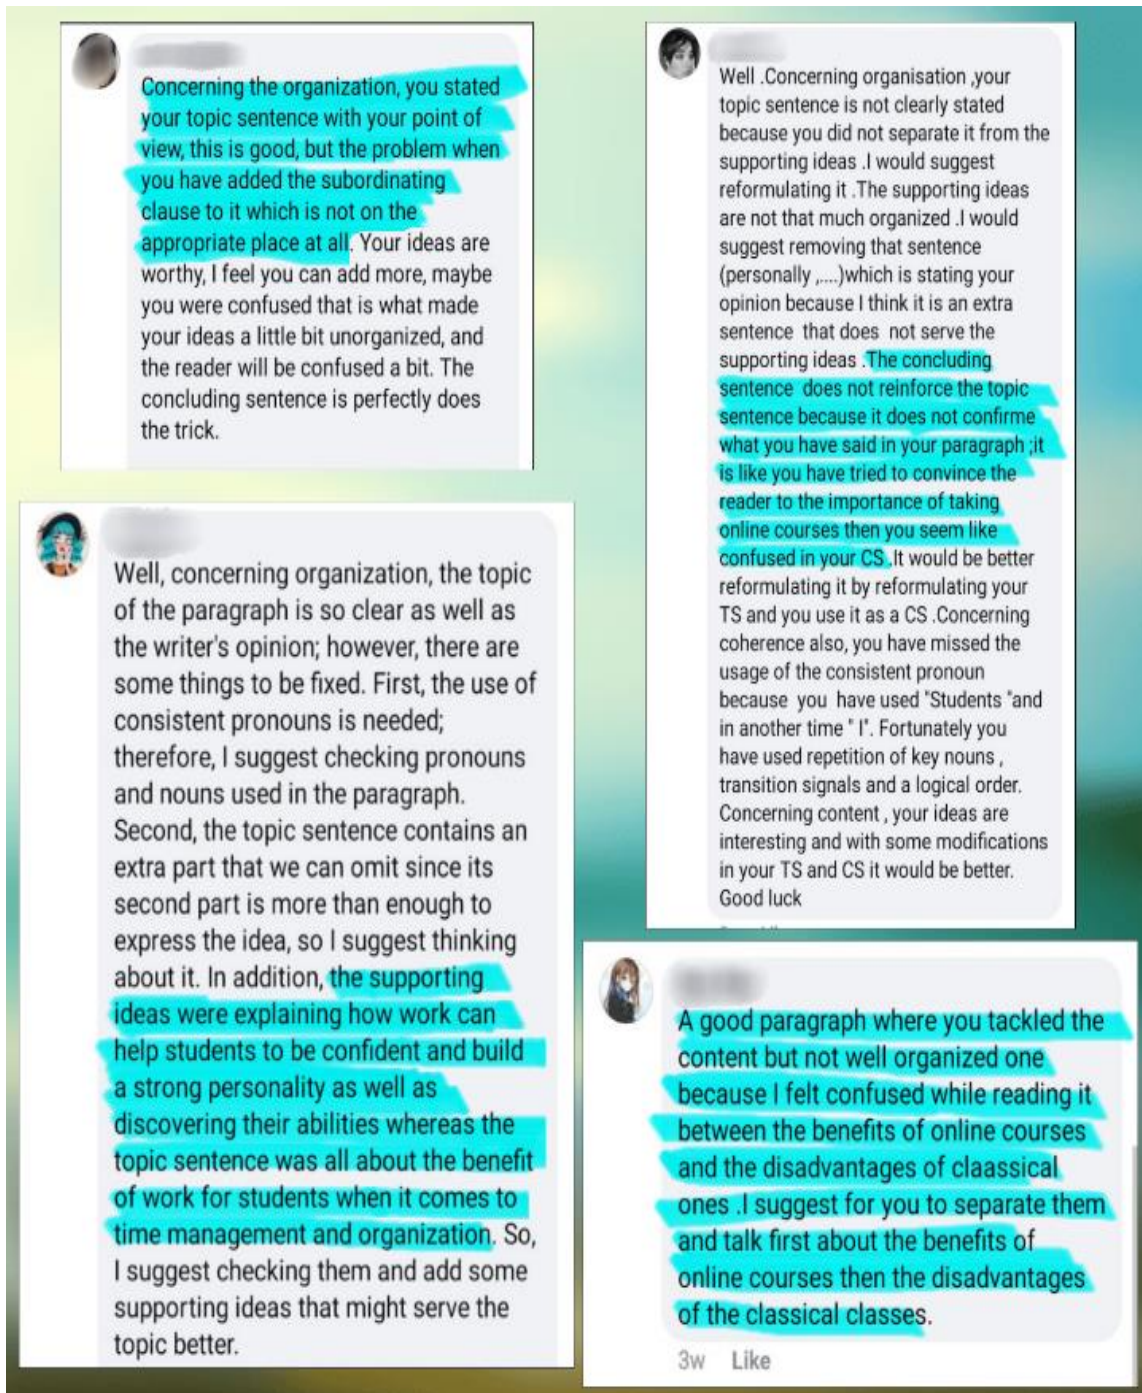 Concerning the organization, you stated
your topic sentence with your point of
view, this is good, but the problem when
you have added the subordinating
clause to it which is not on the
appropriate place at all. Your ideas are
worthy, I feel you can add more, maybe
you were confused that is what made
your ideas a little bit unorganized, and
the reader will be confused a bit. The
concluding sentence is perfectly does
the trick.
Well .Concerning organisation ,your
topic sentence is not clearly stated
because you did not separate it from the
supporting ideas .I would suggest
reformulating it .The supporting ideas
are not that much organized .I would
suggest removing that sentence
(personally ,....)which is stating your
opinion because I think it is an extra
sentence that does not serve the
supporting ideas .The concluding
sentence does not reinforce the topic
sentence because it does not confirme
what you have said in your paragraph ;it
is like you have tried to convince the
reader to the importance of taking
online courses then you seem like
confused in your CS .It would be better
reformulating it by reformulating your
TS and you use it as a CS .Concerning
coherence also, you have missed the
usage of the consistent pronoun
because you have used "Students "and
in another time " I". Fortunately you
have used repetition of key nouns ,
transition signals and a logical order.
Concerning content , your ideas are
interesting and with some modifications
in your TS and CS it would be better.
Good luck
Well, concerning organization, the topic
of the paragraph is so clear as well as
the writer's opinion; however, there are
some things to be fixed. First, the use of
consistent pronouns is needed;
therefore, I suggest checking pronouns
and nouns used in the paragraph.
Second, the topic sentence contains an
extra part that we can omit since its
second part is more than enough to
express the idea, so I suggest thinking
about it. In addition, the supporting
ideas were explaining how work can
help students to be confident and build
a strong personality as well as
discovering their abilities whereas the
topic sentence was all about the benefit
of work for students when it comes to
time management and organization. So,
I suggest checking them and add some
supporting ideas that might serve the
topic better.
A good paragraph where you tackled the
content but not well organized one
because I felt confused while reading it
between the benefits of online courses
and the disadvantages of claassical
ones .I suggest for you to separate them
and talk first about the benefits of
online courses then the disadvantages
of the classical classes.
3w Like